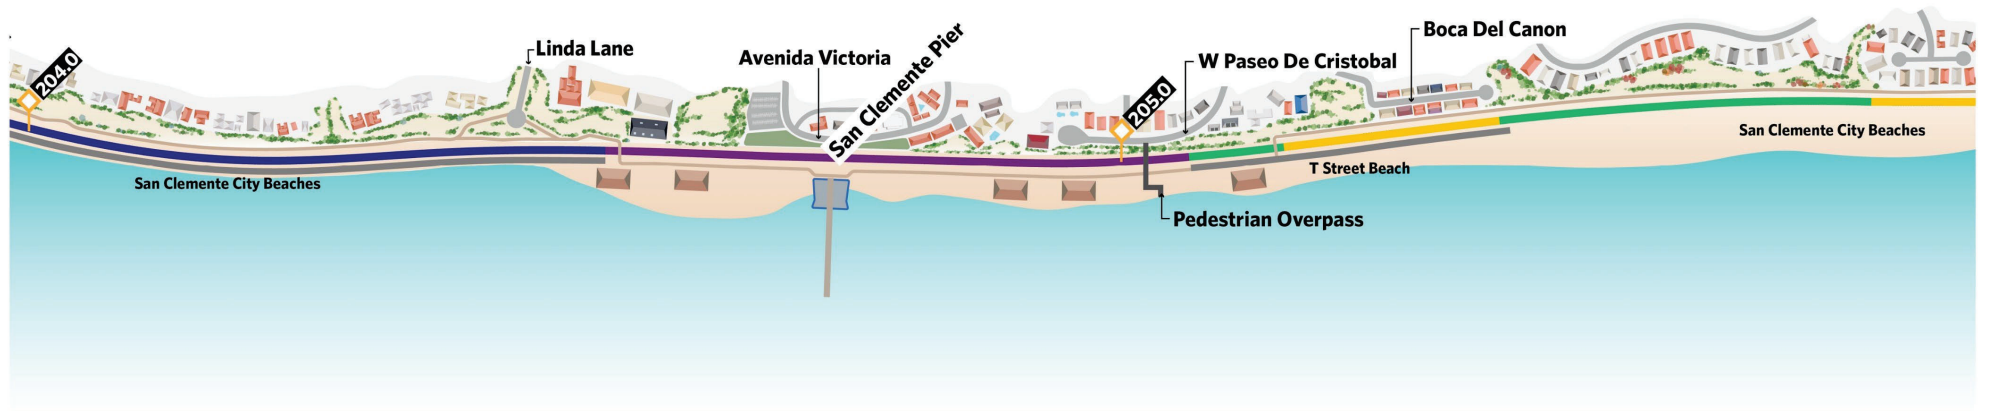 204.0
Linda Lane
Avenida Victoria
San Clemente Pier
205.0
W Paseo De Cristobal
Boca Del Canon
San Clemente City Beaches
T Street Beach
San Clemente City Beaches
Pedestrian Overpass